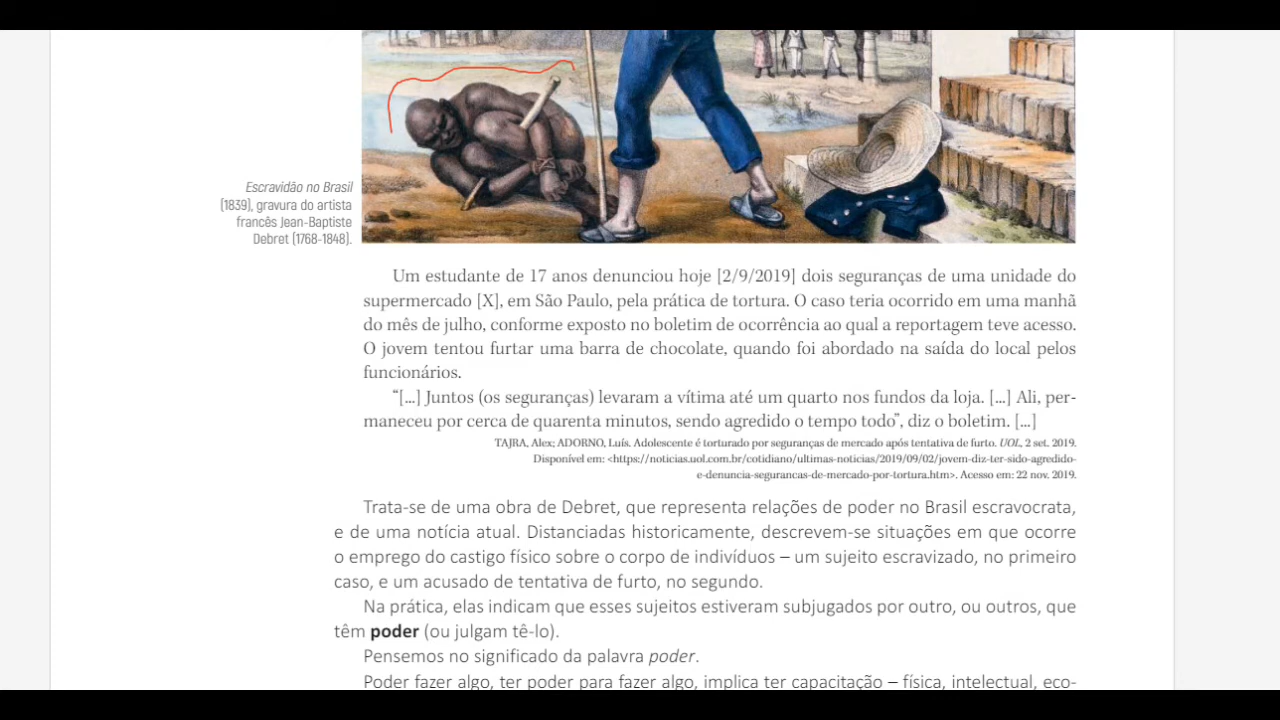 Escravidão no Brasil
(1839), gravura do artista
francês Jean-Baptiste
Debret (1768-1848).
Um estudante de 17 anos denunciou hoje [2/9/2019] dois seguranças de uma unidade do
supermercado [X], em São Paulo, pela prática de tortura. O caso teria ocorrido em uma manhã
do mês de julho, conforme exposto no boletim de ocorrência ao qual a reportagem teve acesso.
O jovem tentou furtar uma barra de chocolate, quando foi abordado na saída do local pelos
funcionários.
“[...] Juntos (os seguranças) levaram a vítima até um quarto nos fundos da loja. [...] Ali, per-
maneceu por cerca de quarenta minutos, sendo agredido o tempo todo”, diz o boletim. [...]
TAJRA, Alex; ADORNO, Luís. Adolescente é torturado por seguranças de mercado após tentativa de furto. UOL, 2 set. 2019.
Disponível em: <https://noticias.uol.com.br/cotidiano/ultimas-noticias/2019/09/02/jovem-diz-ter-sido-agredido-
e-denuncia-segurancas-de-mercado-por-tortura.htm>. Acesso em: 22 nov. 2019.
Trata-se de uma obra de Debret, que representa relações de poder no Brasil escravocrata,
e de uma notícia atual. Distanciadas historicamente, descrevem-se situações em que ocorre
o emprego do castigo físico sobre o corpo de indivíduos – um sujeito escravizado, no primeiro
caso, e um acusado de tentativa de furto, no segundo.
Na prática, elas indicam que esses sujeitos estiveram subjugados por outro, ou outros, que
têm poder (ou julgam tê-lo).
Pensemos no significado da palavra poder.
Poder fazer algo, ter poder para fazer algo, implica ter capacitação – física, intelectual, eco-